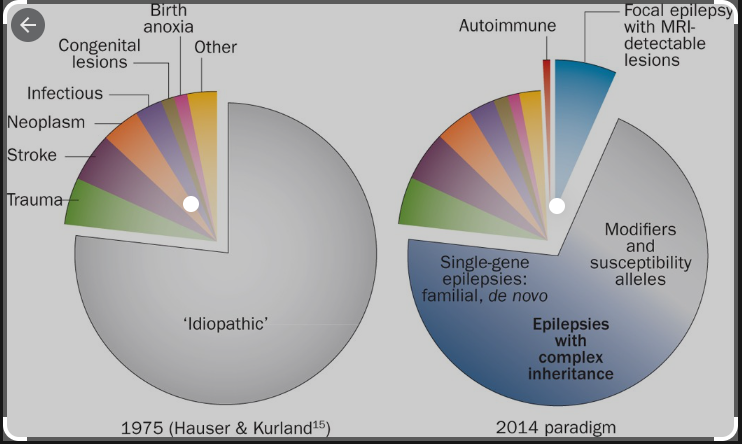 Birth
anoxia
Congenital
lesions
Other
Infectious
Neoplasm
Stroke
Trauma
'Idiopathic'
1975 (Hauser & Kurland¹⁵)
Autoimmune
Focal epilepsy
with MRI-
detectable
lesions
Modifiers
and
susceptibility
alleles
Single-gene
epilepsies:
familial, de novo
Epilepsies
with
complex
inheritance
2014 paradigm